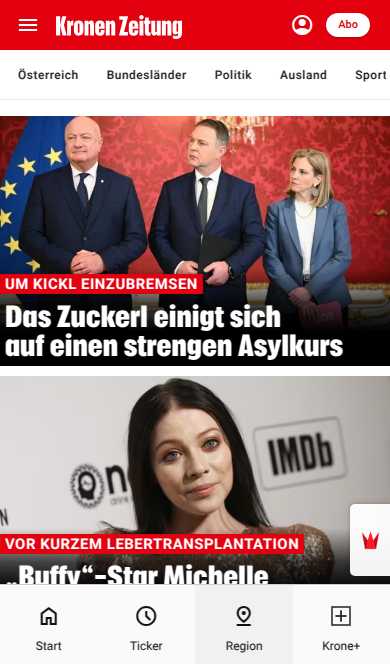 Kronen Zeitung
Abo
Österreich Bundesländer Politik Ausland Sport
UM KICKL EINZUBREMSEN
Das Zuckerl einigt sich
auf einen strengen Asylkurs
IMDb
VOR KURZEM LEBERTRANSPLANTATION
„Buffy“-Star Michelle
Start Ticker Region Krone+